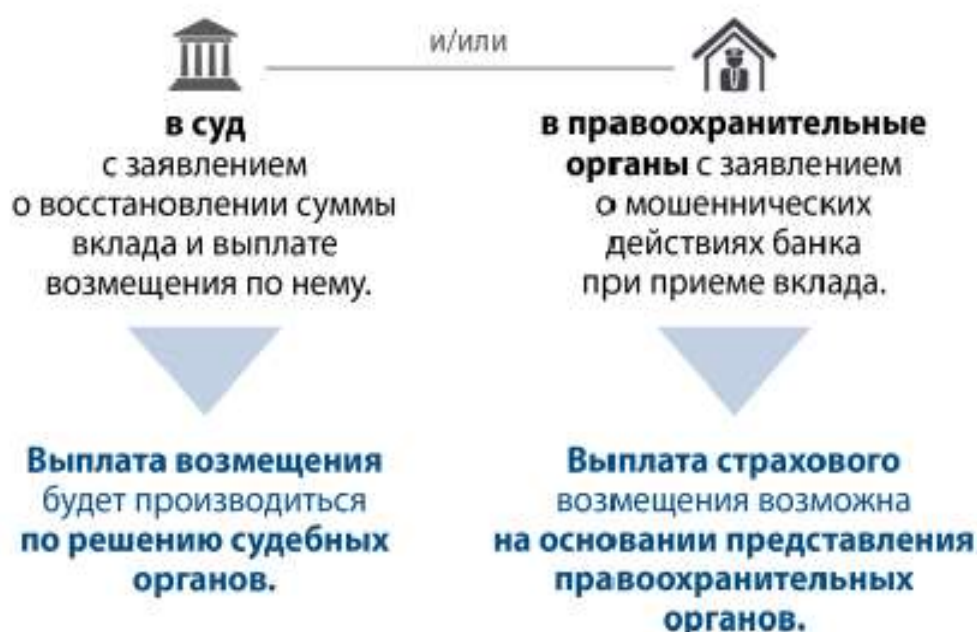 и/или
в суд
с заявлением
о восстановлении суммы
вклада и выплате
возмещения по нему.
в правоохранительные
органы с заявлением
о мошеннических
действиях банка
при приеме вклада.
Выплата возмещения
будет производиться
по решению судебных
органов.
Выплата страхового
возмещения возможна
на основании представления
правоохранительных
органов.